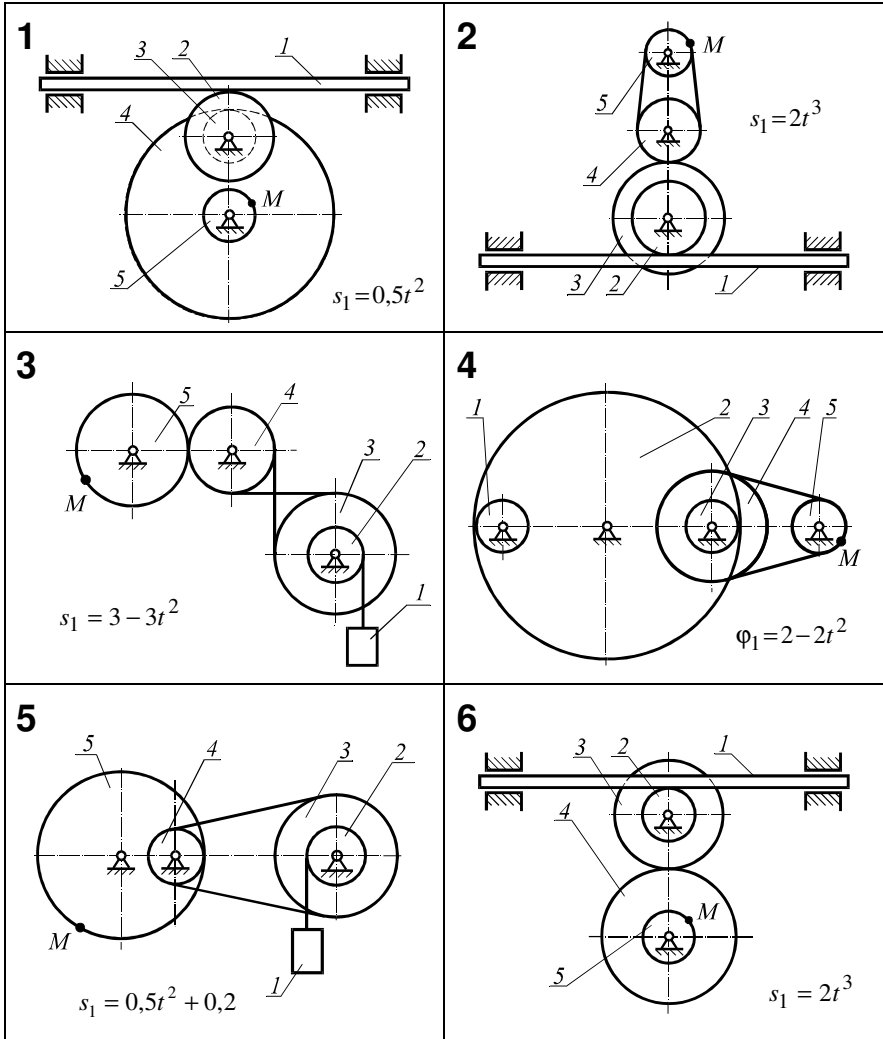 1
3 2 1
4
M
5
s₁ = 0,5t²
2
M
5
s₁ = 2t³
4
3 2 1
3
5 4
3 2
M
1
s₁ = 3 – 3t²
4
1 2 3 4 5
M
φ₁ = 2 – 2t²
5
5 4 3 2
M
1
s₁ = 0,5t² + 0,2
6
3 2 1
4
M
5
s₁ = 2t³